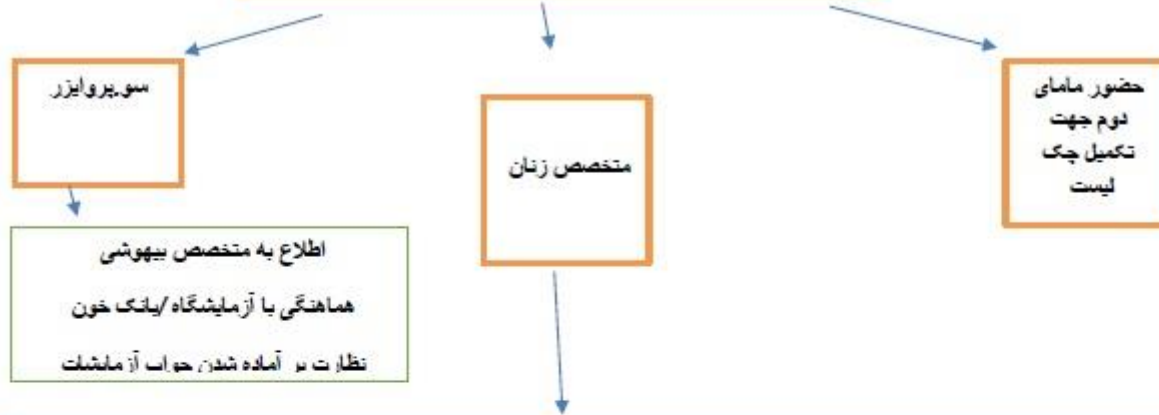 حضور مامای
دوم جهت
تکمیل چک
لیست
متخصص زنان
سوپروایزر
اطلاع به متخصص بیهوشی
هماهنگی با آزمایشگاه/بانک خون
نظارت بر آماده شدن جواب آزمایشات